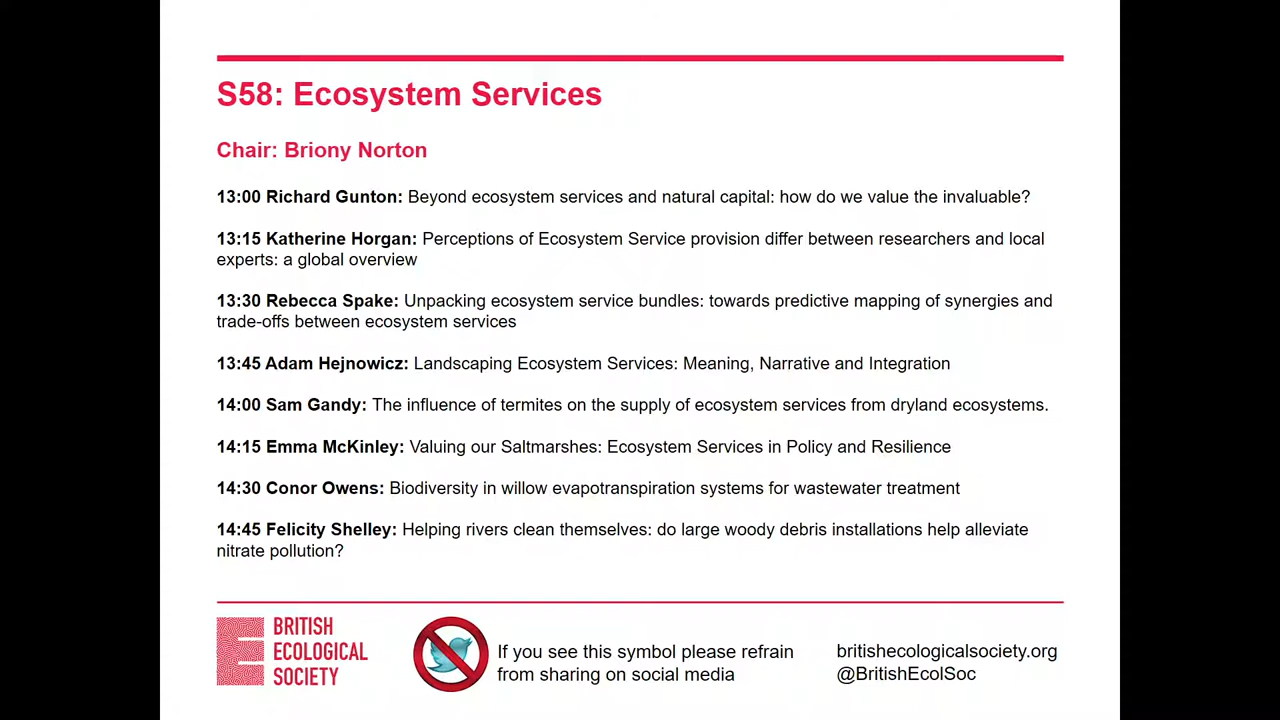 S58: Ecosystem Services
Chair: Briony Norton
13:00 Richard Gunton: Beyond ecosystem services and natural capital: how do we value the invaluable?
13:15 Katherine Horgan: Perceptions of Ecosystem Service provision differ between researchers and local
experts: a global overview
13:30 Rebecca Spake: Unpacking ecosystem service bundles: towards predictive mapping of synergies and
trade-offs between ecosystem services
13:45 Adam Hejnowicz: Landscaping Ecosystem Services: Meaning, Narrative and Integration
14:00 Sam Gandy: The influence of termites on the supply of ecosystem services from dryland ecosystems.
14:15 Emma McKinley: Valuing our Saltmarshes: Ecosystem Services in Policy and Resilience
14:30 Conor Owens: Biodiversity in willow evapotranspiration systems for wastewater treatment
14:45 Felicity Shelley: Helping rivers clean themselves: do large woody debris installations help alleviate
nitrate pollution?
BRITISH
ECOLOGICAL
SOCIETY
If you see this symbol please refrain
from sharing on social media
britishecologicalsociety.org
@BritishEcolSoc